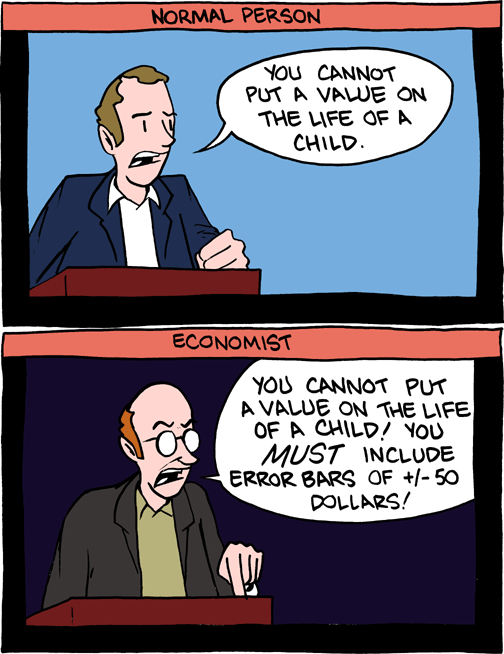 NORMAL PERSON
YOU CANNOT
PUT A VALUE ON
THE LIFE OF A
CHILD.
ECONOMIST
YOU CANNOT PUT
A VALUE ON THE LIFE
OF A CHILD! YOU
MUST INCLUDE
ERROR BARS OF +/- 50
DOLLARS!